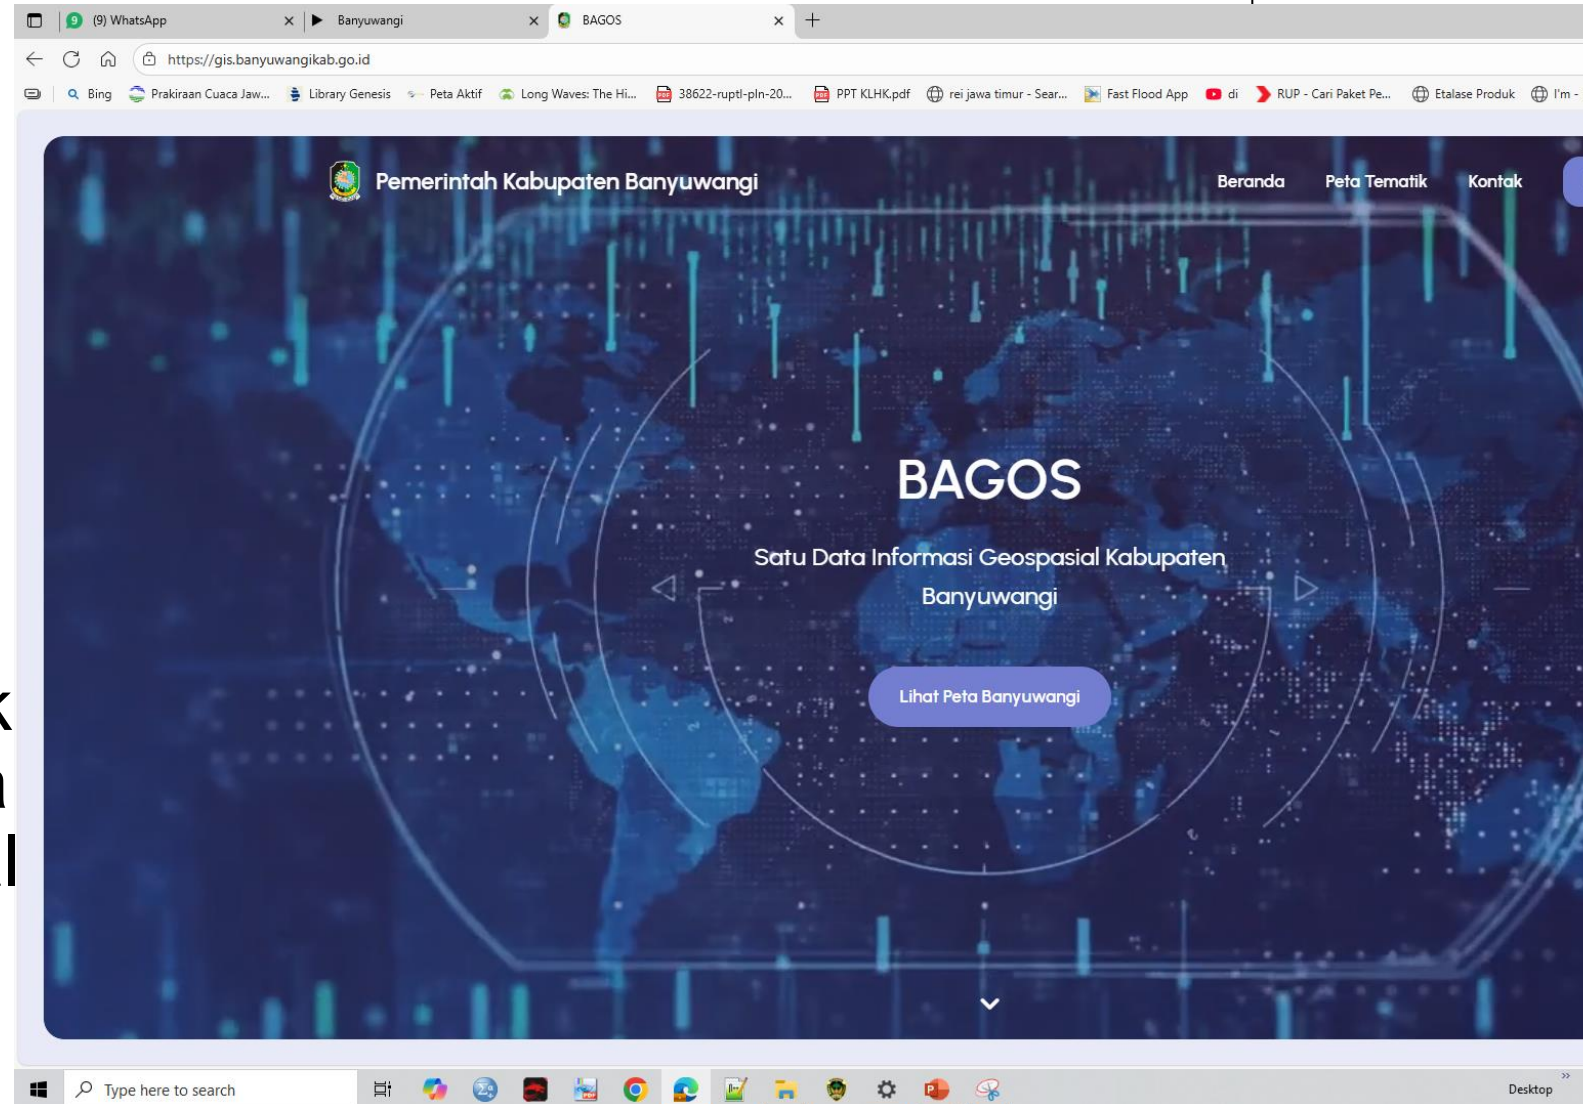 (9) WhatsApp
Banyuwangi
BAGOS
https://gis.banyuwangikab.go.id
Bing
Prakiraan Cuaca Jaw...
Library Genesis
Peta Aktif
Long Waves: The Hi...
38622-ruptl-pln-20...
PPT KLHK.pdf
rei jawa timur - Sear...
Fast Flood App
di
RUP - Cari Paket Pe...
Etalase Produk
I'm -
Pemerintah Kabupaten Banyuwangi
Beranda
Peta Tematik
Kontak
BAGOS
Satu Data Informasi Geospasial Kabupaten
Banyuwangi
Lihat Peta Banyuwangi
Type here to search
Desktop